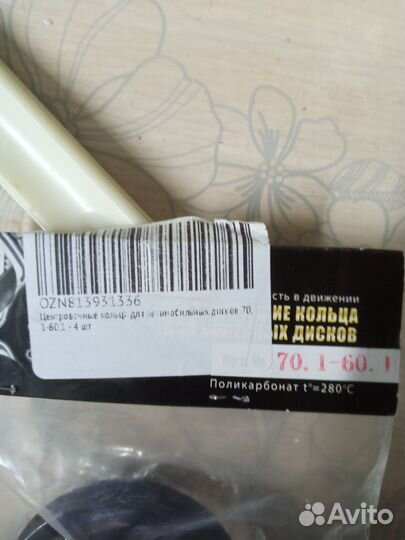 OZN813931336
Центровочные кольца для автомобильных дисков 70,
1-60,1 - 4 шт
сть в движении
ИЕ КОЛЬЦА
ЫХ ДИСКОВ
70. 1-60. 1
Поликарбонат t°=280°С
Avito